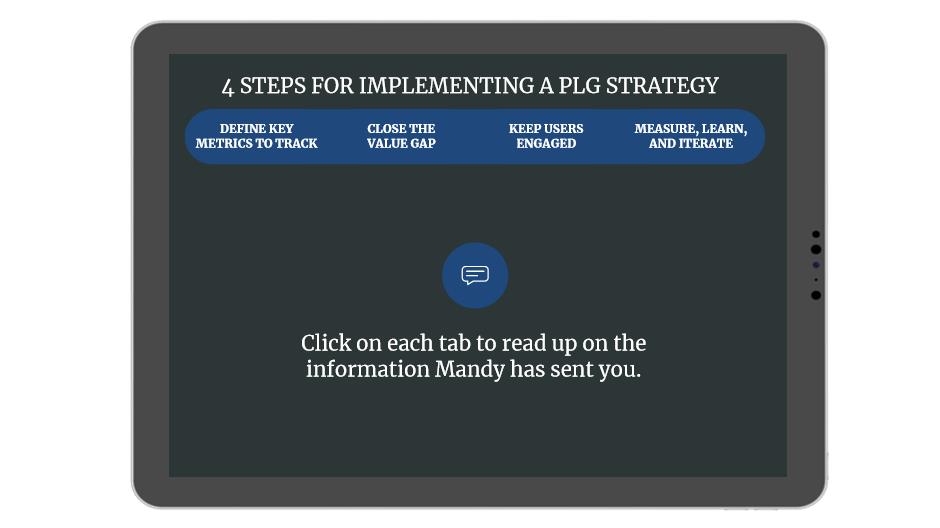 4 STEPS FOR IMPLEMENTING A PLG STRATEGY
DEFINE KEY
METRICS TO TRACK
CLOSE THE
VALUE GAP
KEEP USERS
ENGAGED
MEASURE, LEARN,
AND ITERATE
Click on each tab to read up on the
information Mandy has sent you.